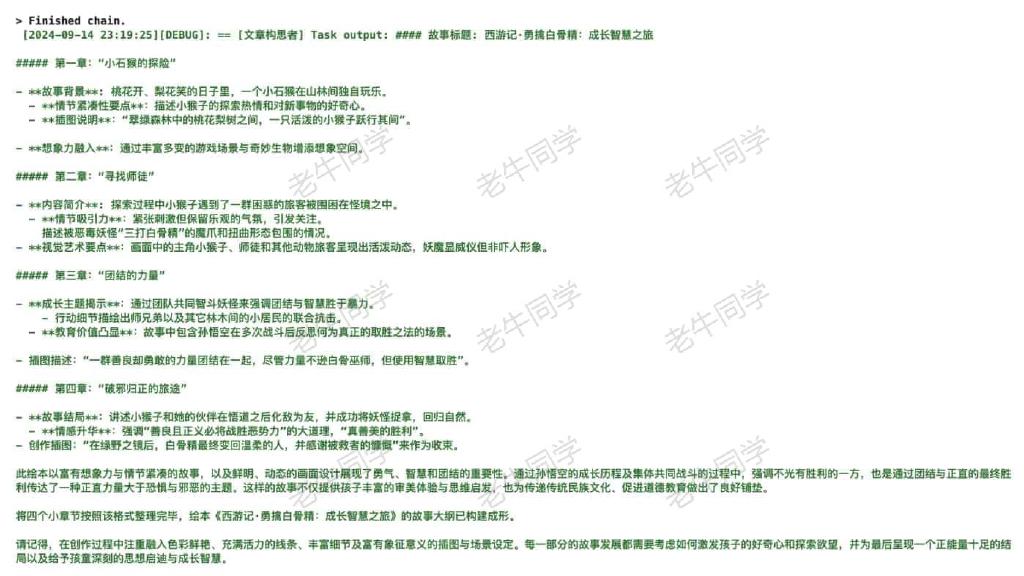 > Finished chain.
[2024-09-14 23:19:25][DEBUG]: == [文章构思者] Task output: #### 故事标题: 西游记·勇擒白骨精: 成长智慧之旅
##### 第一章: “小石猴的探险”
- **故事背景**: 桃花开、梨花笑的日子里，一个小石猴在山林间独自玩乐。
- **情节紧凑性要点**: 描述小猴子的探索热情和对新事物的好奇心。
- **插图说明**: “翠绿森林中的桃花梨树之间，一只活泼的小猴子跃行其间”。
- **想象力融入**: 通过丰富多变的游戏场景与奇妙生物增添想象空间。
##### 第二章: “寻找师徒”
- **内容简介**: 探索过程中小猴子遇到了一群困惑的旅客被围困在怪境之中。
- **情节吸引力**: 紧张刺激但保留乐观的气氛，引发关注。
描述被恶毒妖怪“三打白骨精”的魔爪和扭曲形态包围的情况。
- **视觉艺术要点**: 画面中的主角小猴子、师徒和其他动物旅客呈现出活泼动态，妖魔显威仪但非吓人形象。
##### 第三章: “团结的力量”
- **成长主题揭示**: 通过团队共同智斗妖怪来强调团结与智慧胜于暴力。
- 行动细节描绘出师兄弟以及其它林木间的小居民的联合抗击。
- **教育价值凸显**: 故事中包含孙悟空在多次战斗后反思何为真正的取胜之法的场景。
- 插图描述: “一群善良却勇敢的力量团结在一起，尽管力量不逊白骨巫师，但使用智慧取胜”。
##### 第四章: “破邪归正的旅途”
- **故事结局**: 讲述小猴子和她的伙伴在悟道之后化敌为友，并成功将妖怪捉拿，回归自然。
- **情感升华**: 强调“善良且正义必将战胜恶势力”的大道理，“真善美的胜利”。
- 创作插图: “在绿野之镜后，白骨精最终变回温柔的人，并感谢被救者的慷慨”来作为收束。
此绘本以富有想象力与情节紧凑的故事，以及鲜明、动态的画面设计展现了勇气、智慧和团结的重要性。通过孙悟空的成长历程及集体共同战斗的过程中，强调不光有胜利的一方，也是通过团结与正直的最终胜
利传达了一种正直力量大于恐惧与邪恶的主题。这样的故事不仅提供孩子丰富的审美体验与思维启发，也为传递传统民族文化、促进道德教育做出了良好铺垫。
将四个小章节按照该格式整理完毕，绘本《西游记·勇擒白骨精: 成长智慧之旅》的故事大纲已构建成形。
请记得，在创作过程中注重融入色彩鲜艳、充满活力的线条、丰富细节及富有象征意义的插图与场景设定。每一部分的故事发展都需要考虑如何激发孩子的好奇心和探索欲望，并为最后呈现一个正能量十足的结
局以及给予孩童深刻的思想启迪与成长智慧。
老牛同学
老牛同学
老牛同学
老牛同学
老牛同学
老牛同学
老牛同学
老牛同学
老牛同学